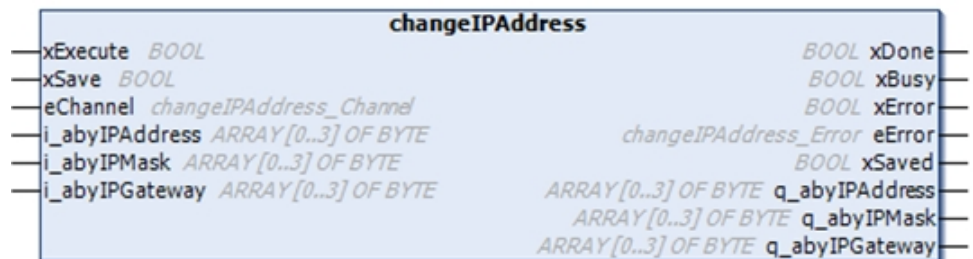 changeIPAddress
xExecute BOOL BOOL xDone
xSave BOOL BOOL xBusy
eChannel changeIPAddress_Channel BOOL xError
i_abyIPAddress ARRAY [0..3] OF BYTE changeIPAddress_Error eError
i_abyIPMask ARRAY [0..3] OF BYTE BOOL xSaved
i_abyIPGateway ARRAY [0..3] OF BYTE ARRAY [0..3] OF BYTE q_abyIPAddress
ARRAY [0..3] OF BYTE q_abyIPMask
ARRAY [0..3] OF BYTE q_abyIPGateway